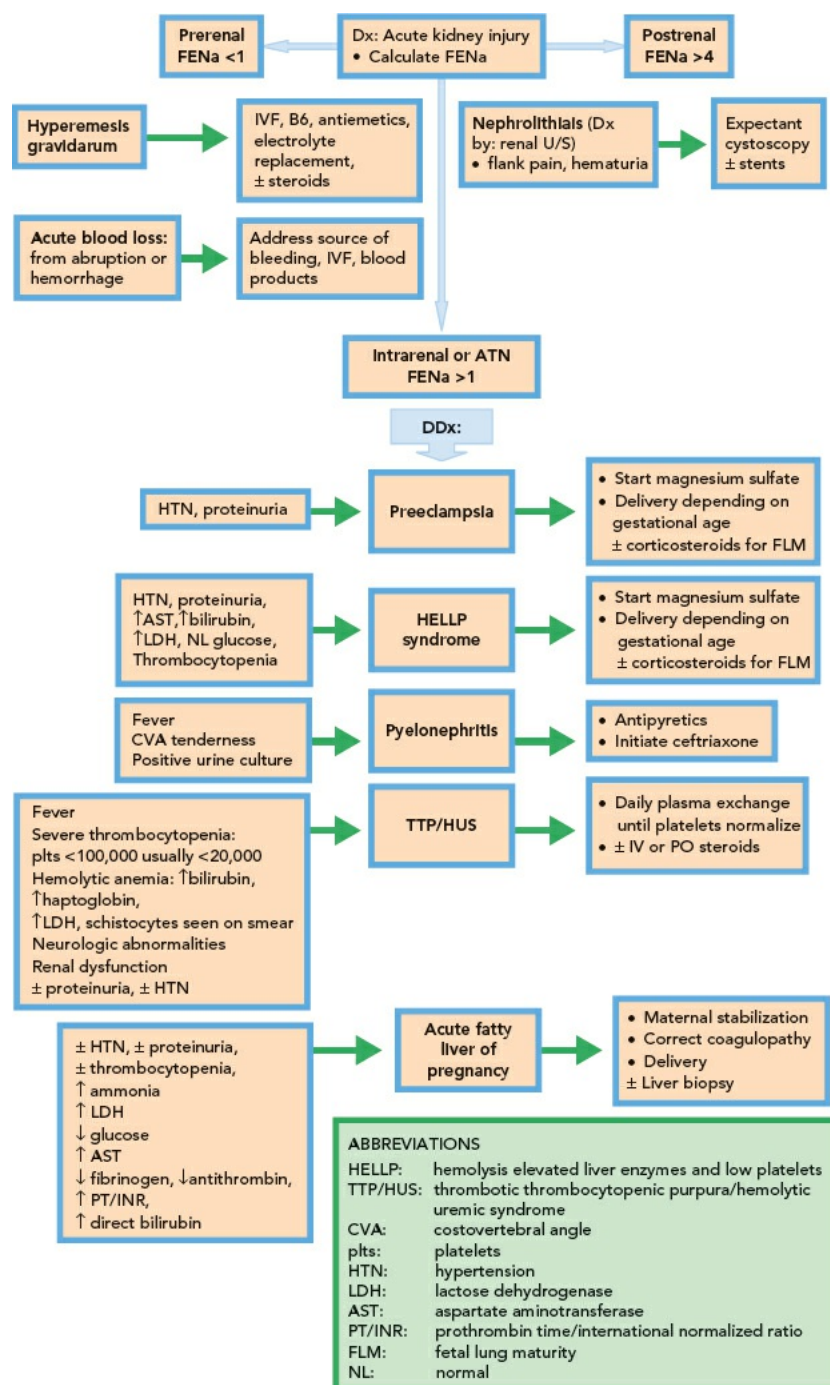 Prerenal
FENa <1
Dx: Acute kidney injury
• Calculate FENa
Postrenal
FENa >4
Hyperemesis
gravidarum
IVF, B6, antiemetics,
electrolyte
replacement,
± steroids
Nephrolithiais (Dx
by: renal U/S)
• flank pain, hematuria
Expectant
cystoscopy
± stents
Acute blood loss:
from abruption or
hemorrhage
Address source of
bleeding, IVF, blood
products
Intrarenal or ATN
FENa >1
DDx:
HTN, proteinuria
Preeclampsia
• Start magnesium sulfate
• Delivery depending on
gestational age
± corticosteroids for FLM
HTN, proteinuria,
↑AST,↑bilirubin,
↑LDH, NL glucose,
Thrombocytopenia
HELLP
syndrome
• Start magnesium sulfate
• Delivery depending on
gestational age
± corticosteroids for FLM
Fever
CVA tenderness
Positive urine culture
Pyelonephritis
• Antipyretics
• Initiate ceftriaxone
Fever
Severe thrombocytopenia:
plts <100,000 usually <20,000
Hemolytic anemia: ↑bilirubin,
↑haptoglobin,
↑LDH, schistocytes seen on smear
Neurologic abnormalities
Renal dysfunction
± proteinuria, ± HTN
TTP/HUS
• Daily plasma exchange
until platelets normalize
• ± IV or PO steroids
± HTN, ± proteinuria,
± thrombocytopenia,
↑ ammonia
↑ LDH
↓ glucose
↑ AST
↓ fibrinogen, ↓antithrombin,
↑ PT/INR,
↑ direct bilirubin
Acute fatty
liver of
pregnancy
• Maternal stabilization
• Correct coagulopathy
• Delivery
± Liver biopsy
ABBREVIATIONS
HELLP: hemolysis elevated liver enzymes and low platelets
TTP/HUS: thrombotic thrombocytopenic purpura/hemolytic
uremic syndrome
CVA: costovertebral angle
plts: platelets
HTN: hypertension
LDH: lactose dehydrogenase
AST: aspartate aminotransferase
PT/INR: prothrombin time/international normalized ratio
FLM: fetal lung maturity
NL: normal